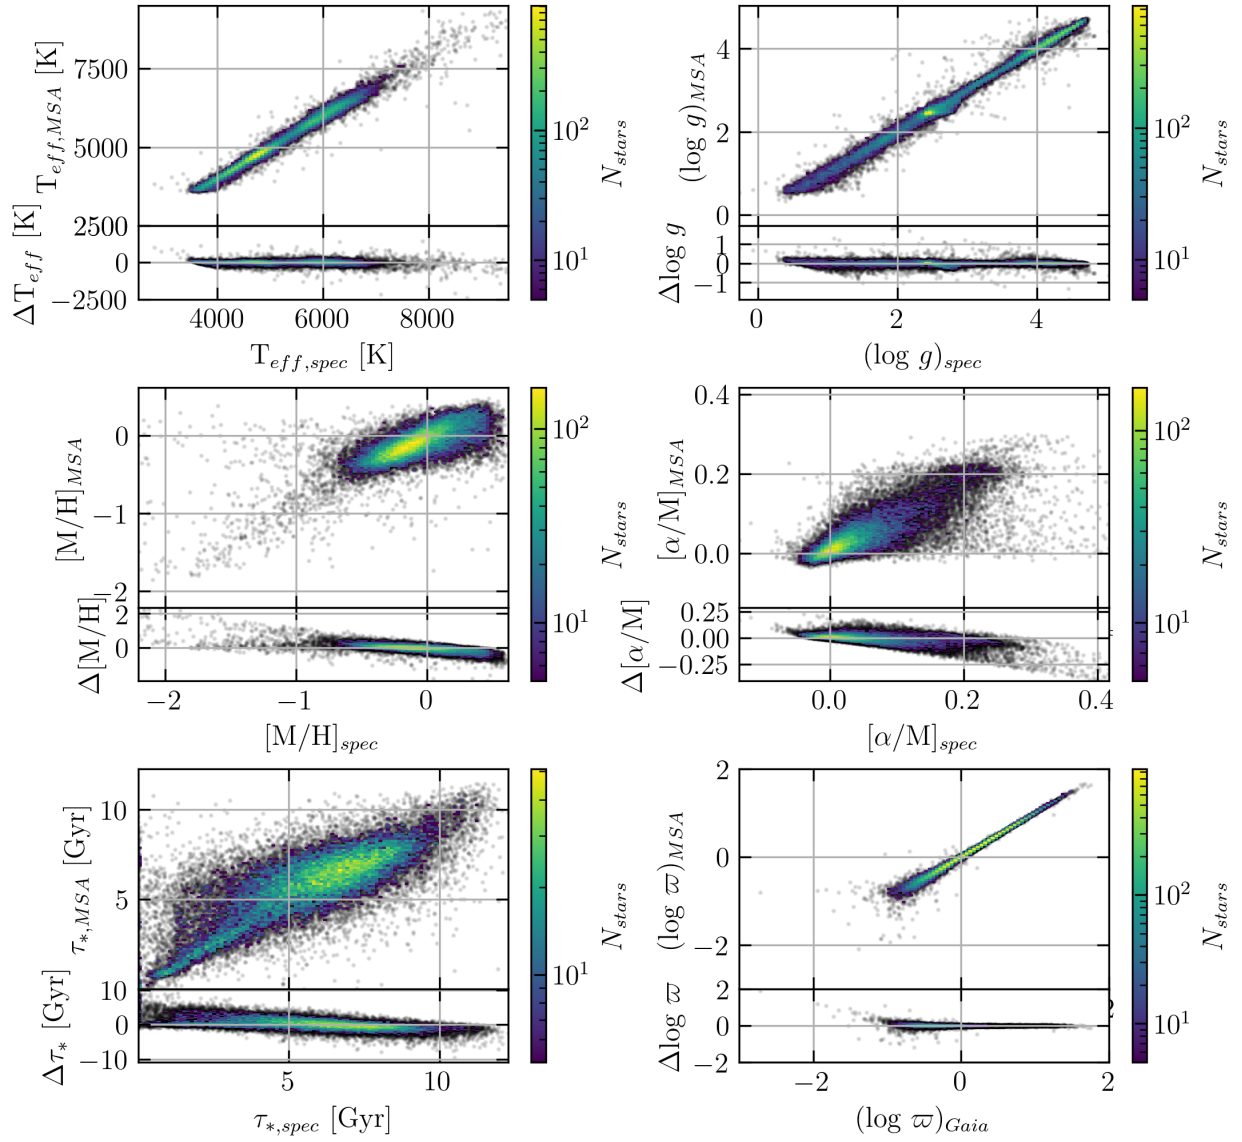 T_{eff,MSA} [K]
7500
5000
2500
ΔT_{eff} [K]
0
−2500
4000 6000 8000
T_{eff,spec} [K]
10^2
10^1
N_{stars}
(log g)_{MSA}
4
2
0
Δlog g
1
0
−1
0 2 4
(log g)_{spec}
10^2
10^1
N_{stars}
[M/H]_{MSA}
0
−1
−2
Δ[M/H]
2
0
−2 −1 0
[M/H]_{spec}
10^2
10^1
N_{stars}
[α/M]_{MSA}
0.4
0.2
0.0
Δ[α/M]
0.25
0.00
−0.25
0.0 0.2 0.4
[α/M]_{spec}
10^2
10^1
N_{stars}
τ_{*,MSA} [Gyr]
10
5
Δτ_* [Gyr]
10
0
−10
5 10
τ_{*,spec} [Gyr]
10^1
N_{stars}
(log ϖ)_{MSA}
2
0
−2
Δlog ϖ
2
0
−2
−2 0 2
(log ϖ)_{Gaia}
10^2
10^1
N_{stars}